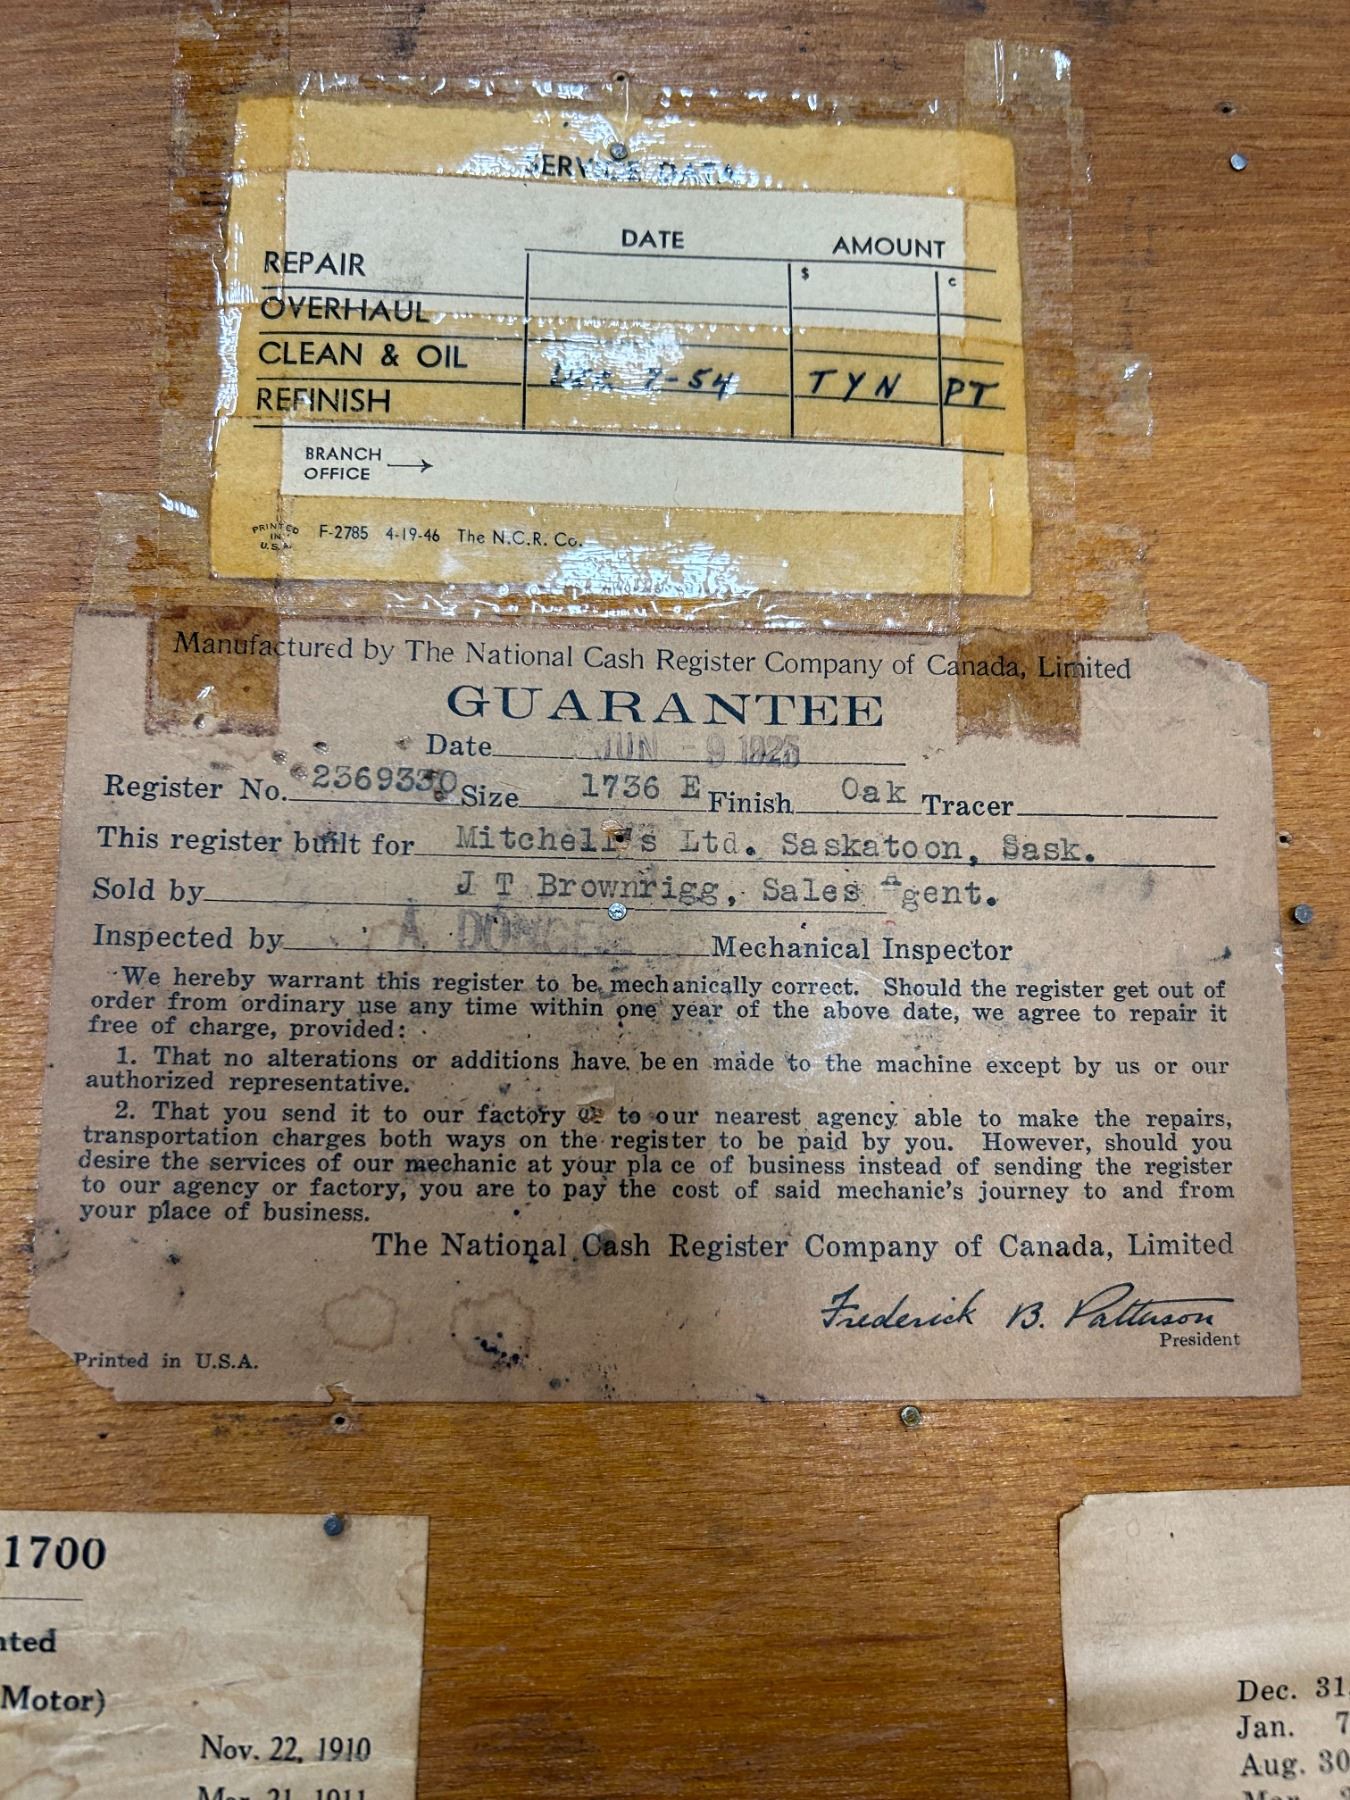 SERVICE DATA
DATE AMOUNT
REPAIR $ c
OVERHAUL
CLEAN & OIL
7-54 TYN PT
REFINISH
BRANCH
OFFICE →
PRINTED
IN
U.S.A.
F-2785 4-19-46 The N.C.R. Co.
Manufactured by The National Cash Register Company of Canada, Limited
GUARANTEE
Date JUN - 9 1925
Register No. 2369330 Size 1736 E Finish Oak Tracer
This register built for Mitchell's Ltd. Saskatoon, Sask.
Sold by J T Brownrigg, Sales Agent.
Inspected by A Mechanical Inspector
We hereby warrant this register to be mechanically correct. Should the register get out of
order from ordinary use any time within one year of the above date, we agree to repair it
free of charge, provided:
1. That no alterations or additions have been made to the machine except by us or our
authorized representative.
2. That you send it to our factory or to our nearest agency able to make the repairs,
transportation charges both ways on the register to be paid by you. However, should you
desire the services of our mechanic at your place of business instead of sending the register
to our agency or factory, you are to pay the cost of said mechanic's journey to and from
your place of business.
The National Cash Register Company of Canada, Limited
Frederick B. Patterson
President
Printed in U.S.A.
1700
nted
Motor)
Nov. 22, 1910
Mar. 21, 1911
Dec. 31,
Jan. 7
Aug. 30